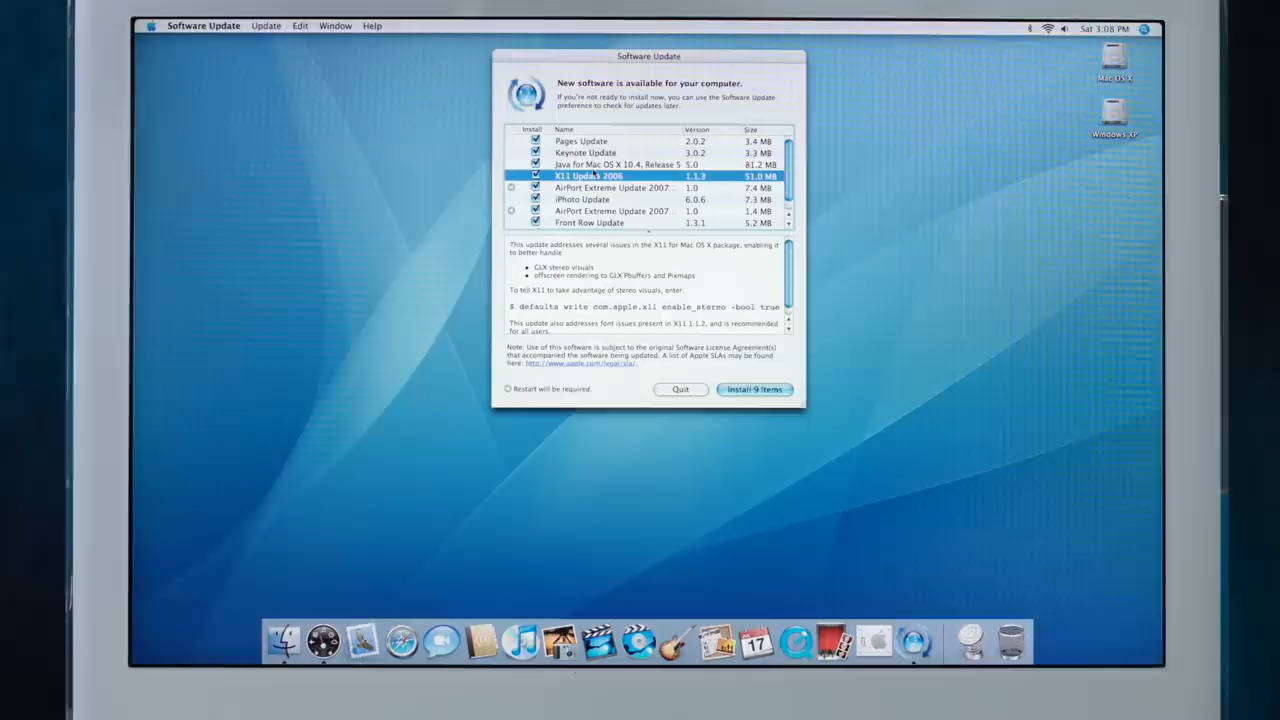 Software Update Update Edit Window Help Sat 3:08 PM
Mac OS X
Windows XP
Software Update
New software is available for your computer.
If you're not ready to install now, you can use the Software Update
preference to check for updates later.
Install Name Version Size
Pages Update 2.0.2 3.4 MB
Keynote Update 3.0.2 3.3 MB
Java for Mac OS X 10.4, Release 5 5.0 81.2 MB
X11 Update 2006 1.1.3 51.0 MB
AirPort Extreme Update 2007... 1.0 7.4 MB
iPhoto Update 6.0.6 7.3 MB
AirPort Extreme Update 2007... 1.0 1.4 MB
Front Row Update 1.3.1 5.2 MB
This update addresses several issues in the X11 for Mac OS X package, enabling it
to better handle
• GLX stereo visuals
• offscreen rendering to GLX Pbuffers and Pixmaps
To tell X11 to take advantage of stereo visuals, enter:
$ defaults write com.apple.x11 enable_stereo -bool true
This update also addresses font issues present in X11 1.1.2, and is recommended
for all users.
Note: Use of this software is subject to the original Software License Agreement(s)
that accompanied the software being updated. A list of Apple SLAs may be found
here: http://www.apple.com/legal/sla/.
Restart will be required. Quit Install 9 Items
17